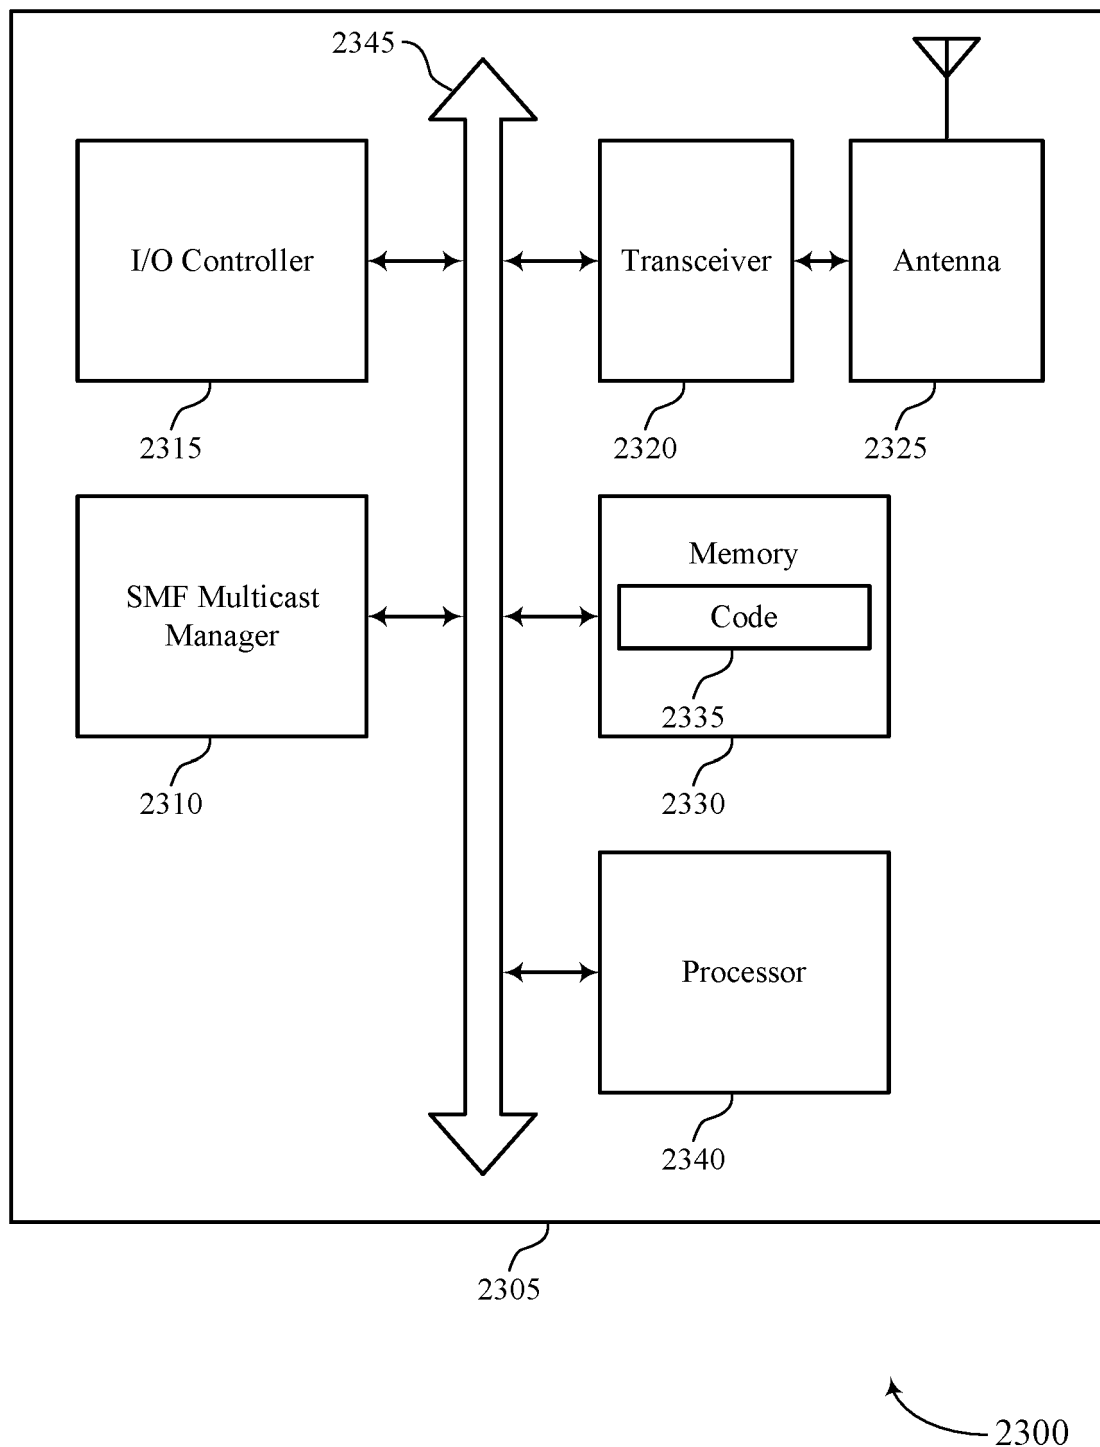 2345
I/O Controller
Transceiver
Antenna
2315
2320
2325
SMF Multicast
Manager
Memory
Code
2335
2310
2330
Processor
2340
2305
2300